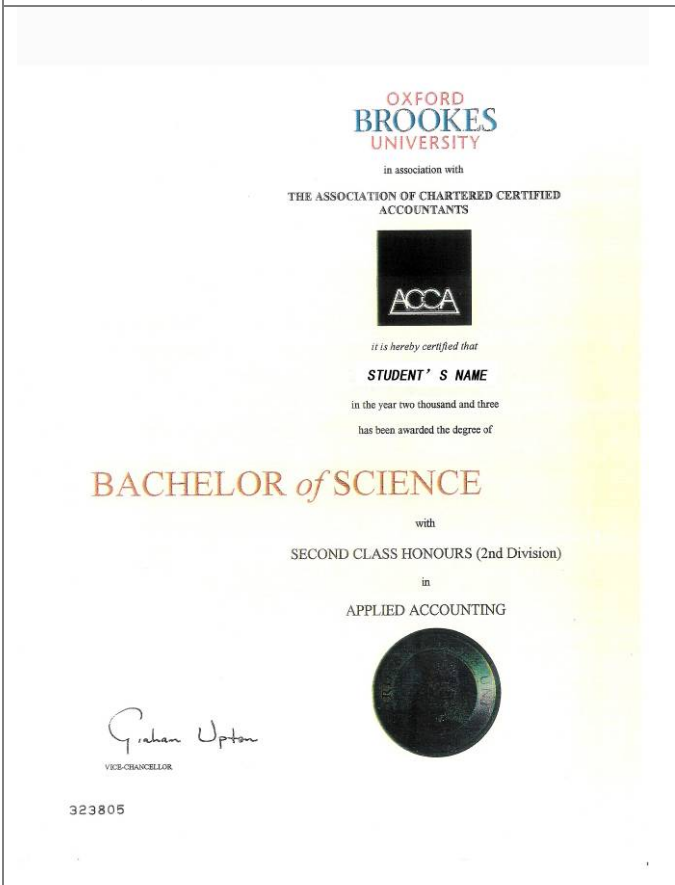 OXFORD
BROOKES
UNIVERSITY
in association with
THE ASSOCIATION OF CHARTERED CERTIFIED
ACCOUNTANTS
ACCA
it is hereby certified that
STUDENT' S NAME
in the year two thousand and three
has been awarded the degree of
BACHELOR of SCIENCE
with
SECOND CLASS HONOURS (2nd Division)
in
APPLIED ACCOUNTING
Graham Upton
VICE-CHANCELLOR
323805